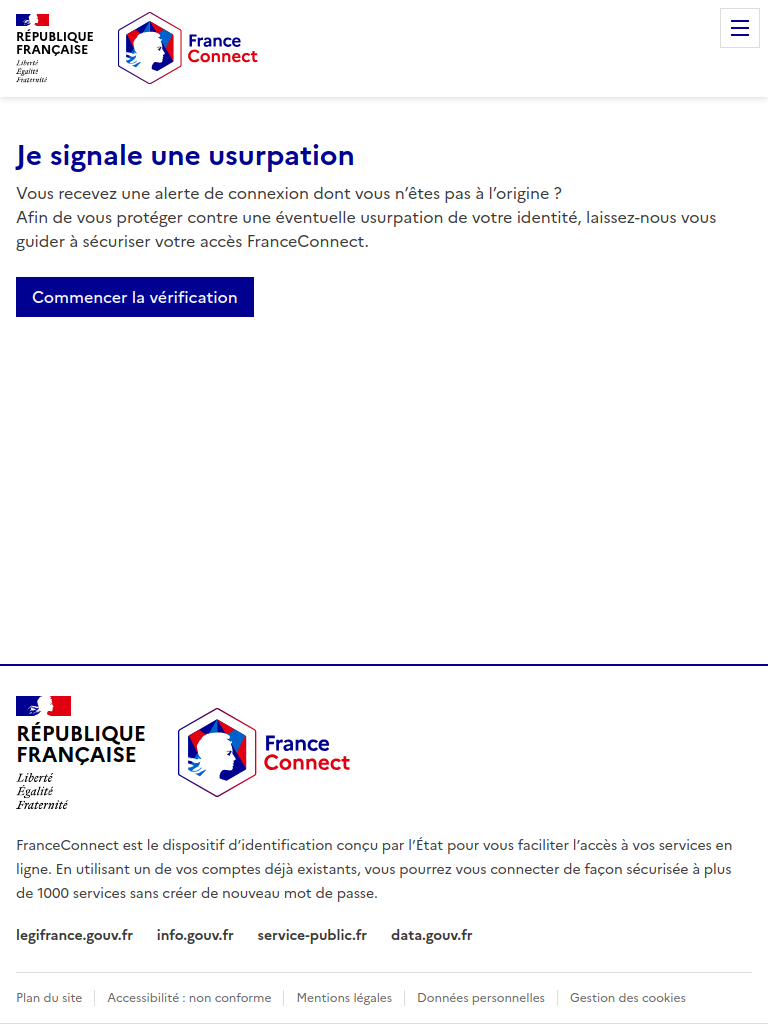 RÉPUBLIQUE
FRANÇAISE
Liberté
Égalité
Fraternité
France
Connect
Je signale une usurpation
Vous recevez une alerte de connexion dont vous n’êtes pas à l’origine ?
Afin de vous protéger contre une éventuelle usurpation de votre identité, laissez-nous vous
guider à sécuriser votre accès FranceConnect.
Commencer la vérification
RÉPUBLIQUE
FRANÇAISE
Liberté
Égalité
Fraternité
France
Connect
FranceConnect est le dispositif d’identification conçu par l’État pour vous faciliter l’accès à vos services en
ligne. En utilisant un de vos comptes déjà existants, vous pourrez vous connecter de façon sécurisée à plus
de 1000 services sans créer de nouveau mot de passe.
legifrance.gouv.fr info.gouv.fr service-public.fr data.gouv.fr
Plan du site Accessibilité : non conforme Mentions légales Données personnelles Gestion des cookies